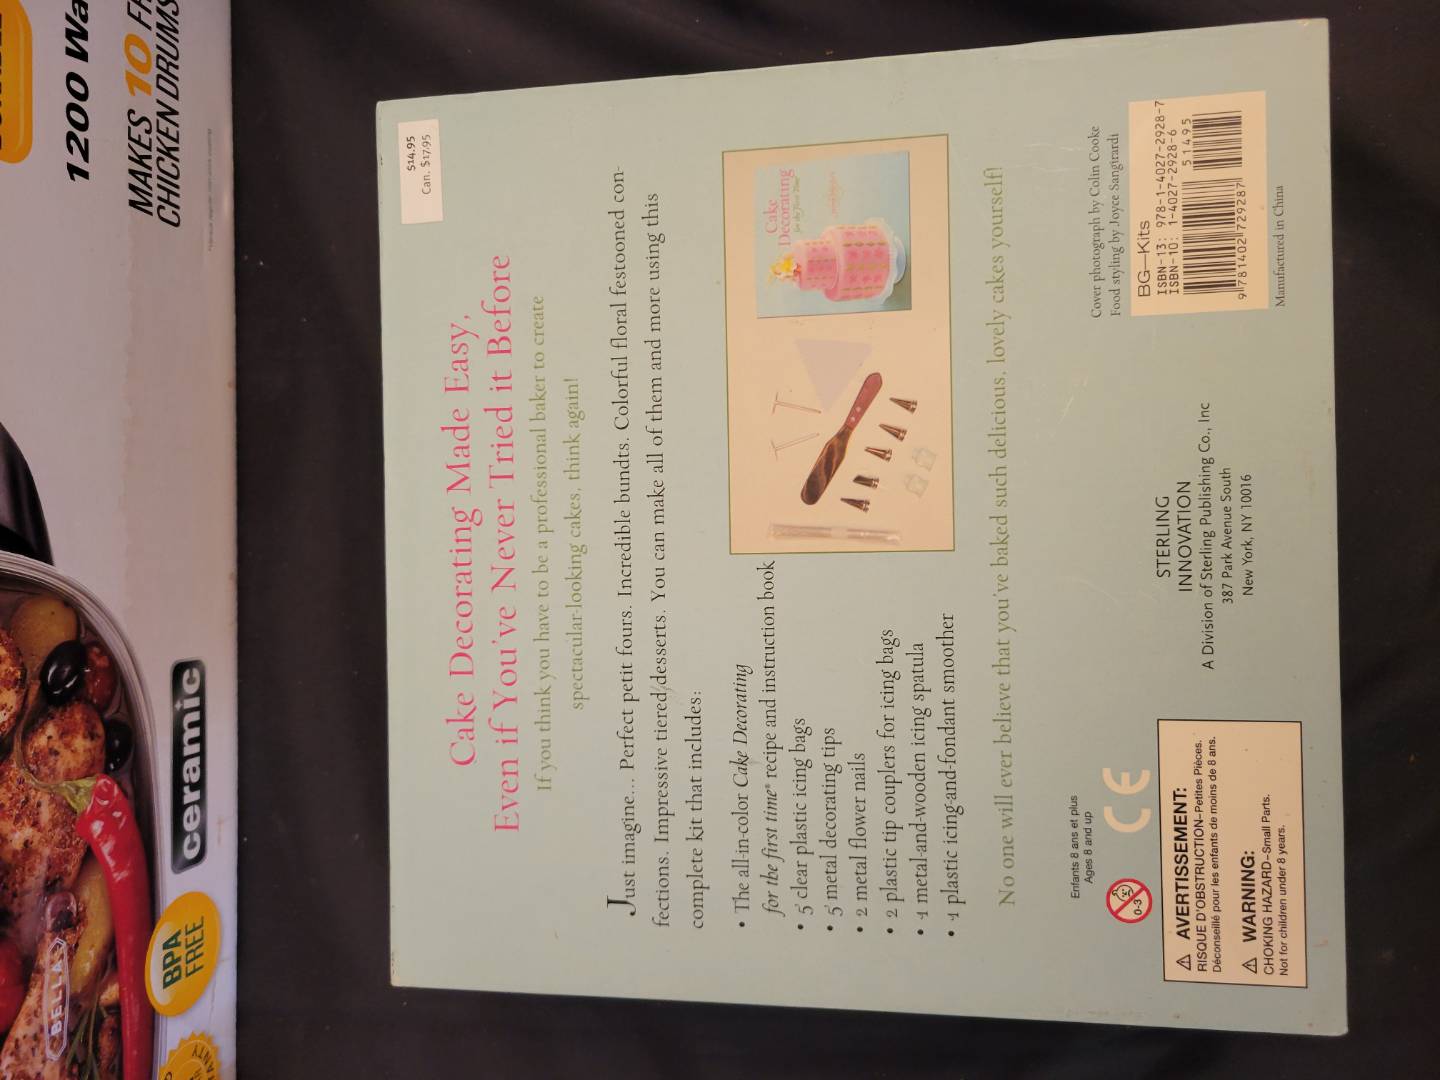 1200 Wa
MAKES 10 FR
CHICKEN DRUMS
ceramic
BPA
FREE
BELLA
$14.95
Can. $17.95
Cake Decorating Made Easy,
Even if You've Never Tried it Before
If you think you have to be a professional baker to create
spectacular-looking cakes, think again!
Just imagine... Perfect petit fours. Incredible bundts. Colorful floral festooned con-
fections. Impressive tiered desserts. You can make all of them and more using this
complete kit that includes:
• The all-in-color Cake Decorating
for the first time® recipe and instruction book
• 5 clear plastic icing bags
• 5 metal decorating tips
• 2 metal flower nails
• 2 plastic tip couplers for icing bags
• 1 metal-and-wooden icing spatula
• 1 plastic icing-and-fondant smoother
Cake
Decorating
for the first time
No one will ever believe that you've baked such delicious, lovely cakes yourself!
Enfants 8 ans et plus
Ages 8 and up
0-3
CE
⚠ AVERTISSEMENT:
RISQUE D'OBSTRUCTION–Petites Pièces.
Déconseillé pour les enfants de moins de 8 ans.
⚠ WARNING:
CHOKING HAZARD–Small Parts.
Not for children under 8 years.
STERLING
INNOVATION
A Division of Sterling Publishing Co., Inc
387 Park Avenue South
New York, NY 10016
Cover photograph by Colin Cooke
Food styling by Joyce Sangirardi
BG—Kits
ISBN-13: 978-1-4027-2928-7
ISBN-10: 1-4027-2928-6
51495
9 781402 729287
Manufactured in China